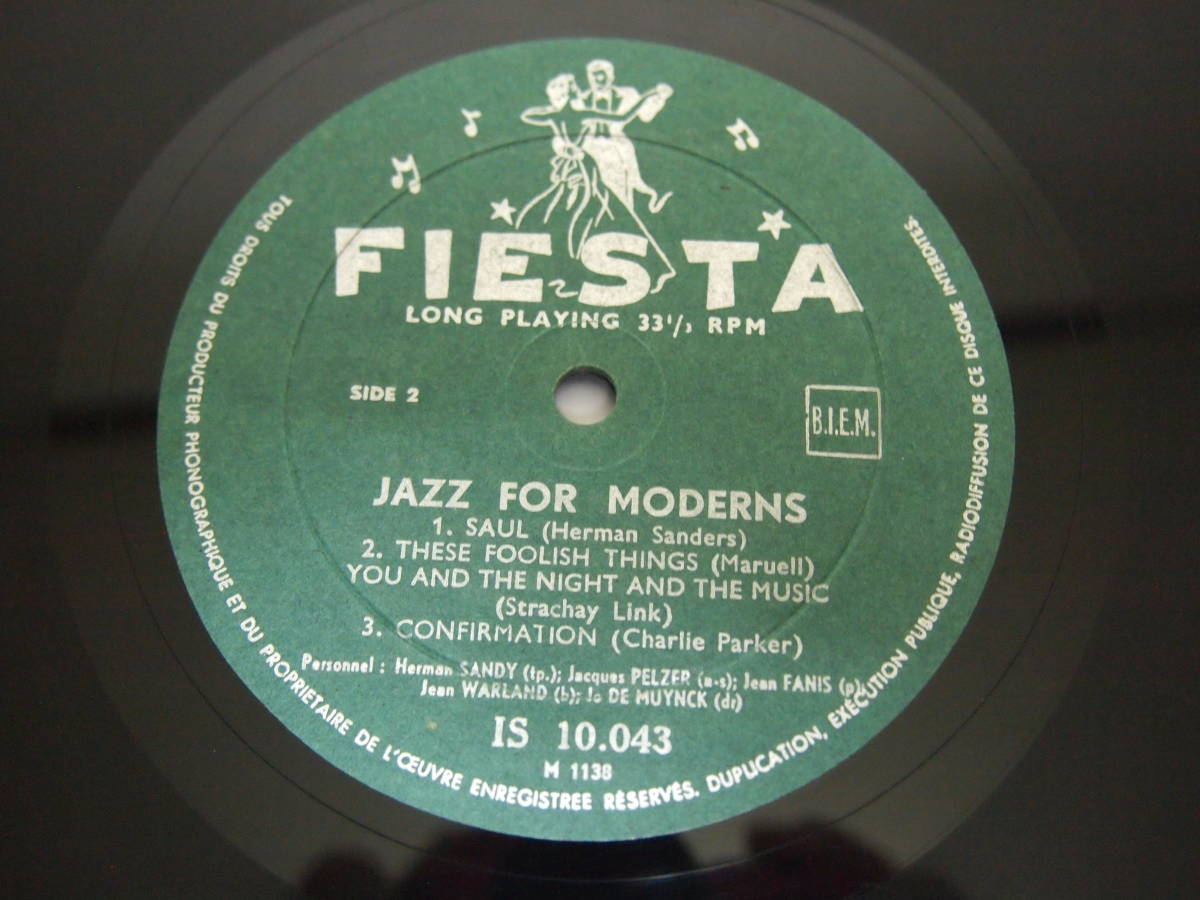 FIESTA
LONG PLAYING 33 1/3 RPM
SIDE 2
B.I.E.M.
JAZZ FOR MODERNS
1. SAUL (Herman Sanders)
2. THESE FOOLISH THINGS (Maruell)
YOU AND THE NIGHT AND THE MUSIC
(Strachay Link)
3. CONFIRMATION (Charlie Parker)
Personnel : Herman SANDY (tp.); Jacques PELZER (a-s); Jean FANIS (p);
Jean WARLAND (b); Jo DE MUYNCK (dr)
IS 10.043
M 1138
TOUS DROITS DU PRODUCTEUR PHONOGRAPHIQUE ET DU PROPRIETAIRE DE L'ŒUVRE ENREGISTREE RÉSERVÉS. DUPLICATION, EXÉCUTION PUBLIQUE, RADIODIFFUSION DE CE DISQUE INTERDITES.